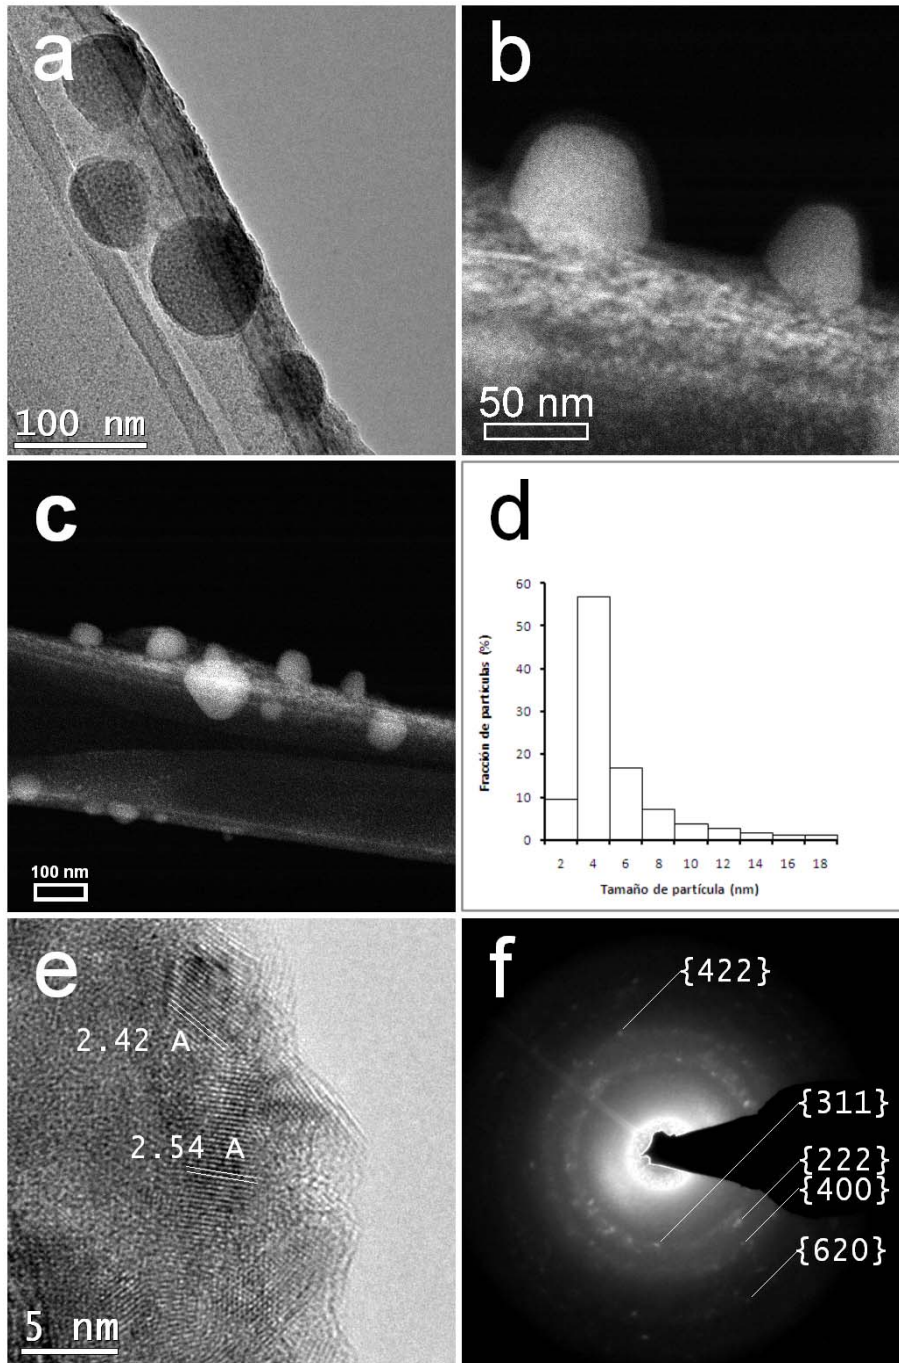 a
100 nm
b
50 nm
c
100 nm
d
Fracción de partículas (%)
60
50
40
30
20
10
0
2 4 6 8 10 12 14 16 18
Tamaño de partícula (nm)
e
2.42 A
2.54 A
5 nm
f
{422}
{311}
{222}
{400}
{620}